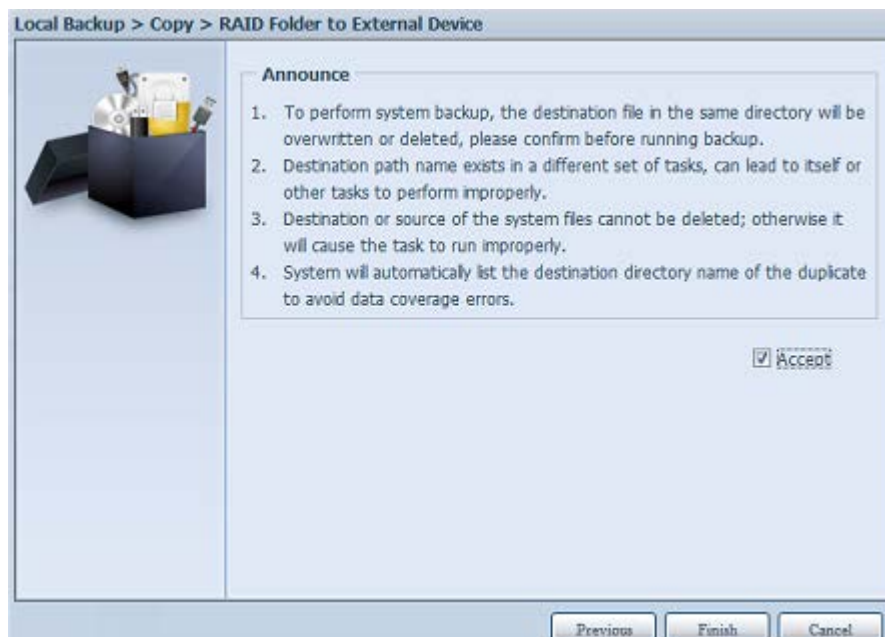 Local Backup > Copy > RAID Folder to External Device
Announce
1. To perform system backup, the destination file in the same directory will be
overwritten or deleted, please confirm before running backup.
2. Destination path name exists in a different set of tasks, can lead to itself or
other tasks to perform improperly.
3. Destination or source of the system files cannot be deleted; otherwise it
will cause the task to run improperly.
4. System will automatically list the destination directory name of the duplicate
to avoid data coverage errors.
Accept
Previous Finish Cancel